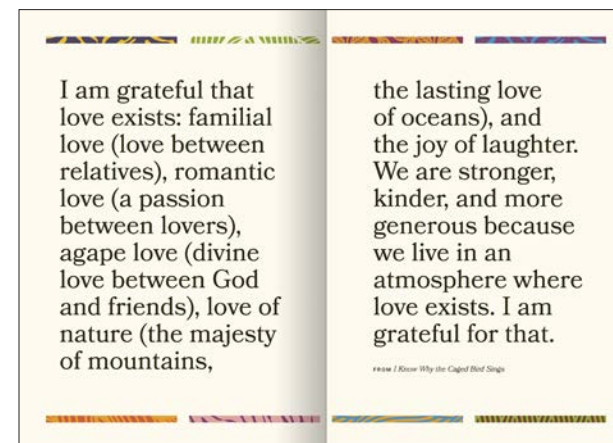 I am grateful that
love exists: familial
love (love between
relatives), romantic
love (a passion
between lovers),
agape love (divine
love between God
and friends), love of
nature (the majesty
of mountains,
the lasting love
of oceans), and
the joy of laughter.
We are stronger,
kinder, and more
generous because
we live in an
atmosphere where
love exists. I am
grateful for that.
FROM I Know Why the Caged Bird Sings